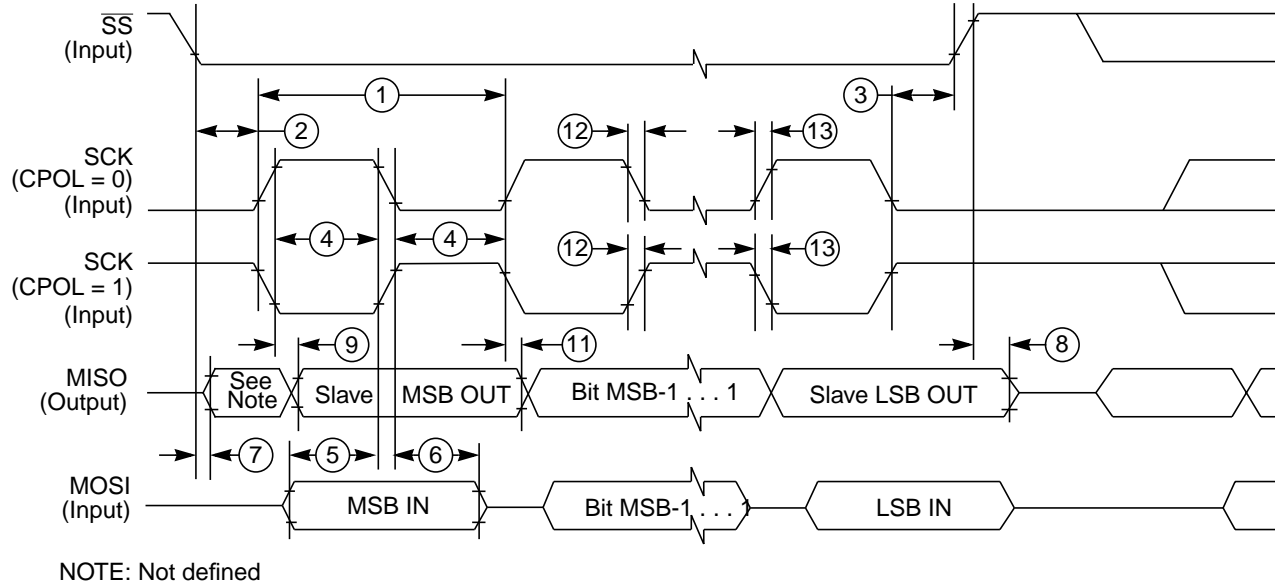 SS
(Input)
1
3
2
12
13
SCK
(CPOL = 0)
(Input)
4
4
SCK
(CPOL = 1)
(Input)
12
13
9
11
8
MISO
(Output)
See
Note
Slave
MSB OUT
Bit MSB-1 . . . 1
Slave LSB OUT
7
5
6
MOSI
(Input)
MSB IN
Bit MSB-1 . . . 1
LSB IN
NOTE: Not defined